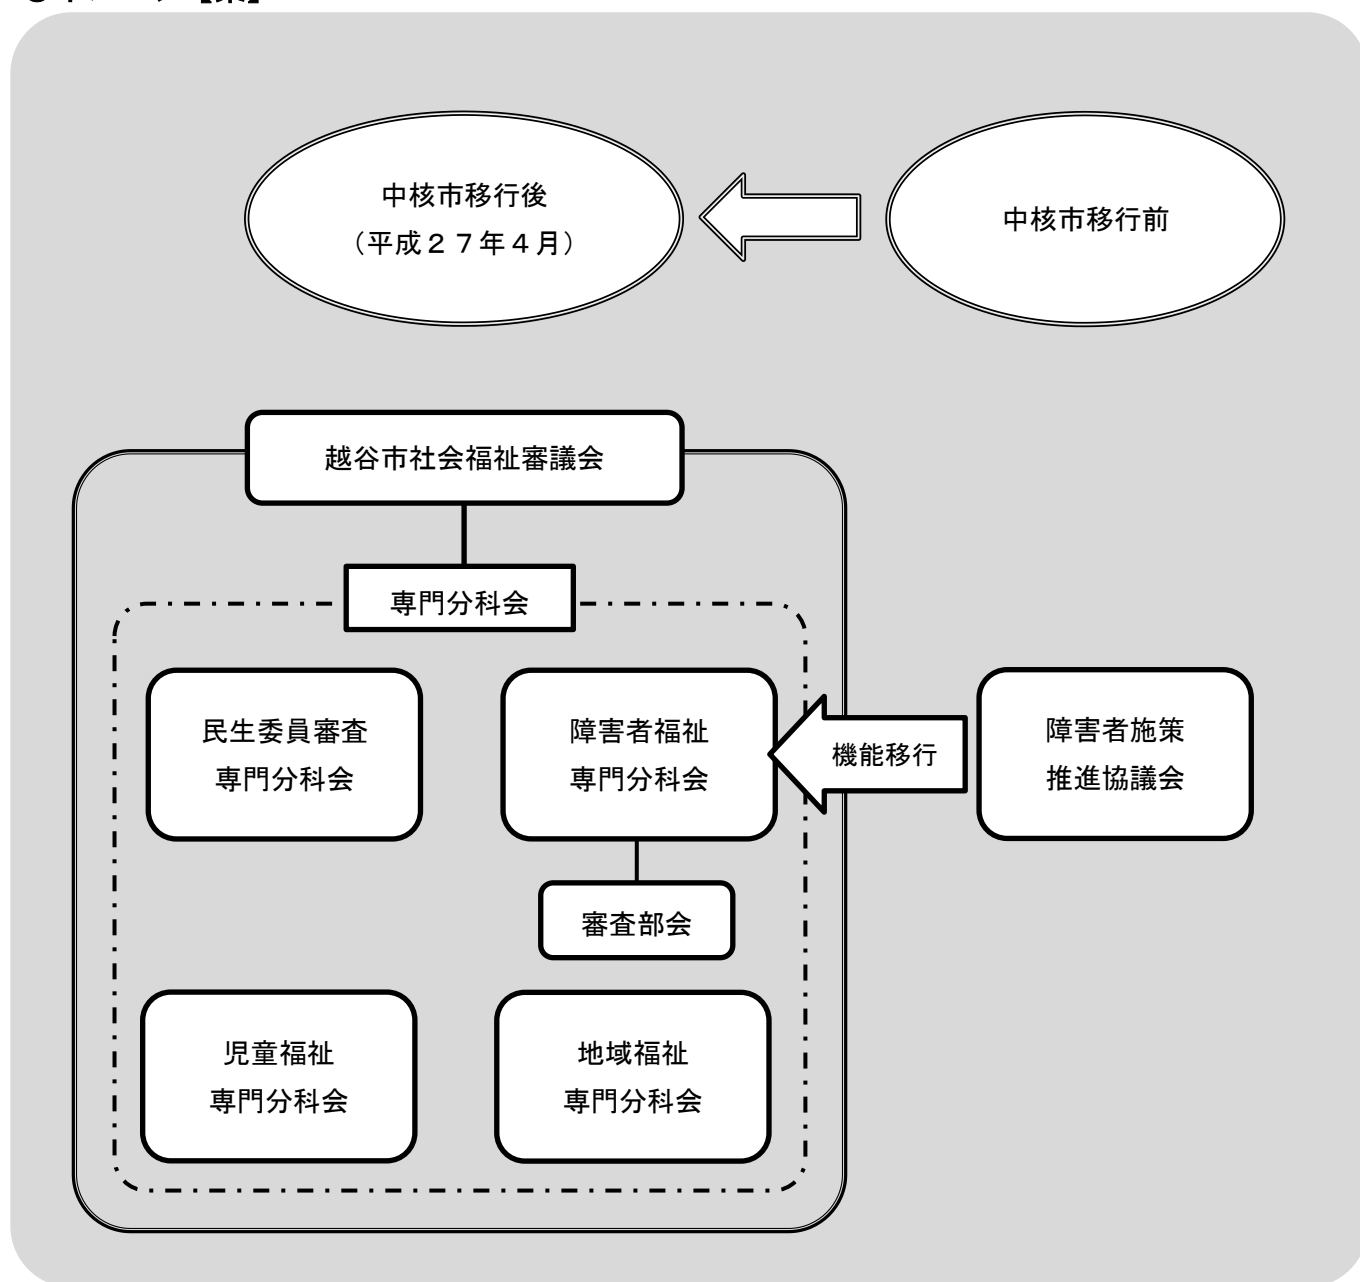 中核市移行後
（平成２７年４月）
中核市移行前
越谷市社会福祉審議会
専門分科会
民生委員審査
専門分科会
障害者福祉
専門分科会
機能移行
障害者施策
推進協議会
審査部会
児童福祉
専門分科会
地域福祉
専門分科会